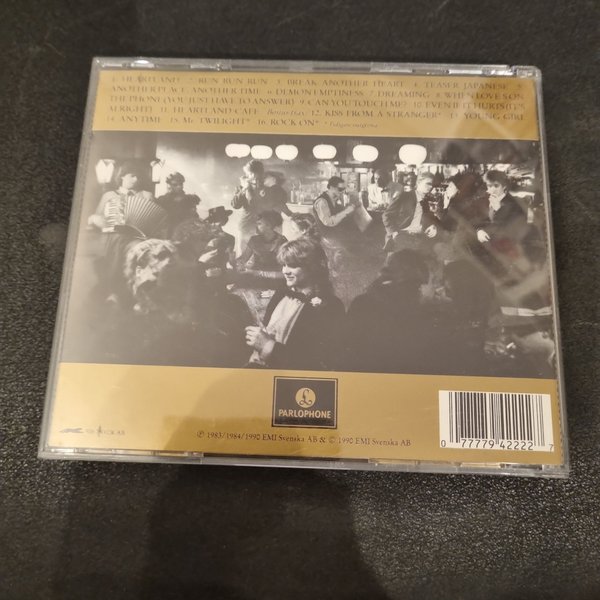 1. HEARTLAND 2. RUN RUN RUN 3. BREAK ANOTHER HEART 4. TEASER JAPANESE 5.
ANOTHER PLACE, ANOTHER TIME 6. DEMON EMPTINESS 7. DREAMING 8. WHEN LOVE'S ON
THE PHONE (YOU JUST HAVE TO ANSWER) 9. CAN YOU TOUCH ME? 10. EVEN IF IT HURTS (IT'S
ALRIGHT) 11. HEARTLAND CAFÉ 12. KISS FROM A STRANGER* 13. YOUNG GIRL
14. ANYTIME 15. Mr. TWILIGHT* 16. ROCK ON*
PARLOPHONE
℗ 1983/1984/1990 EMI Svenska AB & © 1990 EMI Svenska AB
0 77779 42222 7